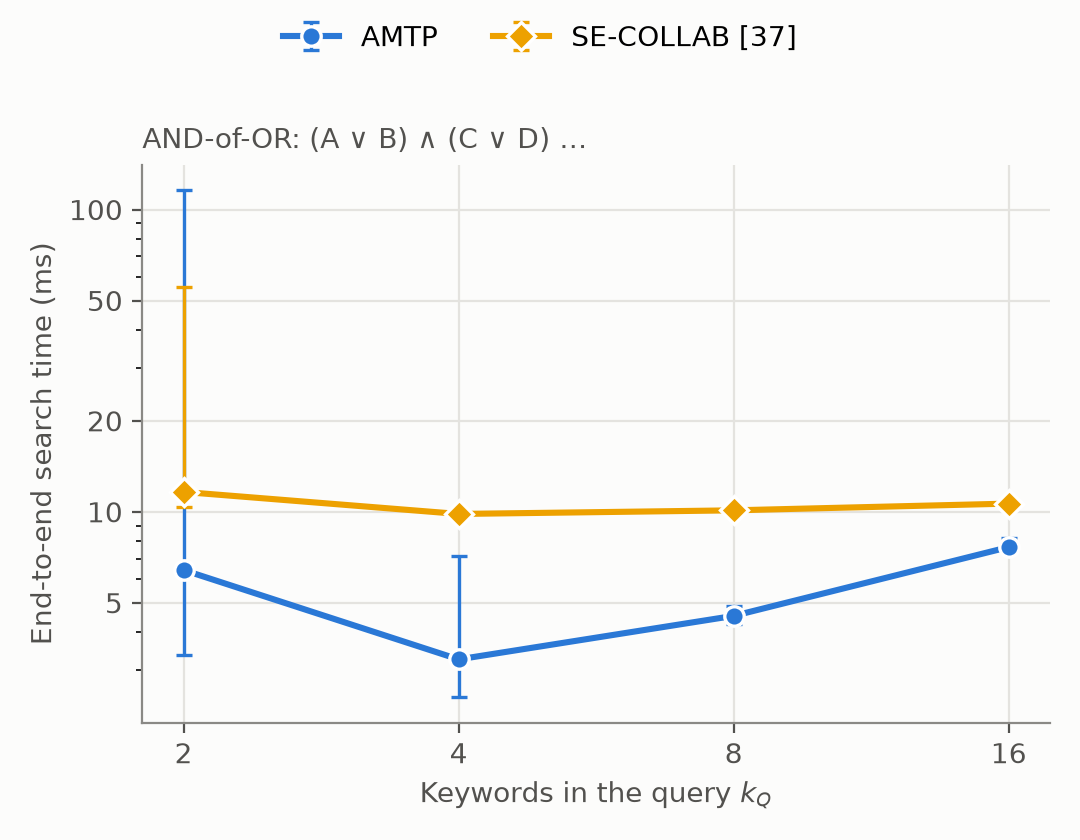 AMTP SE-COLLAB [37]
AND-of-OR: (A ∨ B) ∧ (C ∨ D) ...
End-to-end search time (ms)
100
50
20
10
5
2 4 8 16
Keywords in the query k_Q